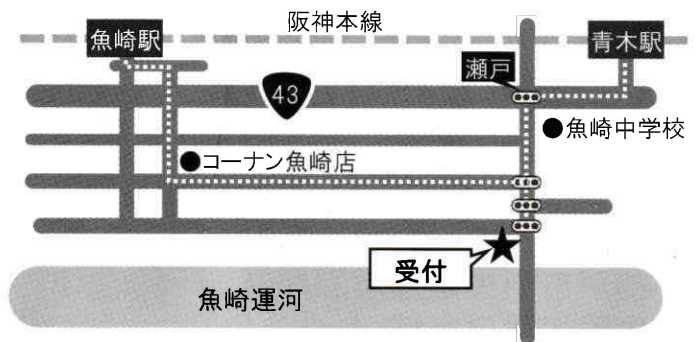 阪神本線
魚崎駅
青木駅
瀬戸
43
魚崎中学校
コーナン魚崎店
受付
魚崎運河